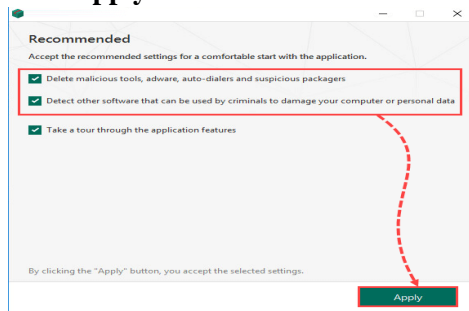 Recommended
Accept the recommended settings for a comfortable start with the application.
Delete malicious tools, adware, auto-dialers and suspicious packagers
Detect other software that can be used by criminals to damage your computer or personal data
Take a tour through the application features
By clicking the "Apply" button, you accept the selected settings.
Apply